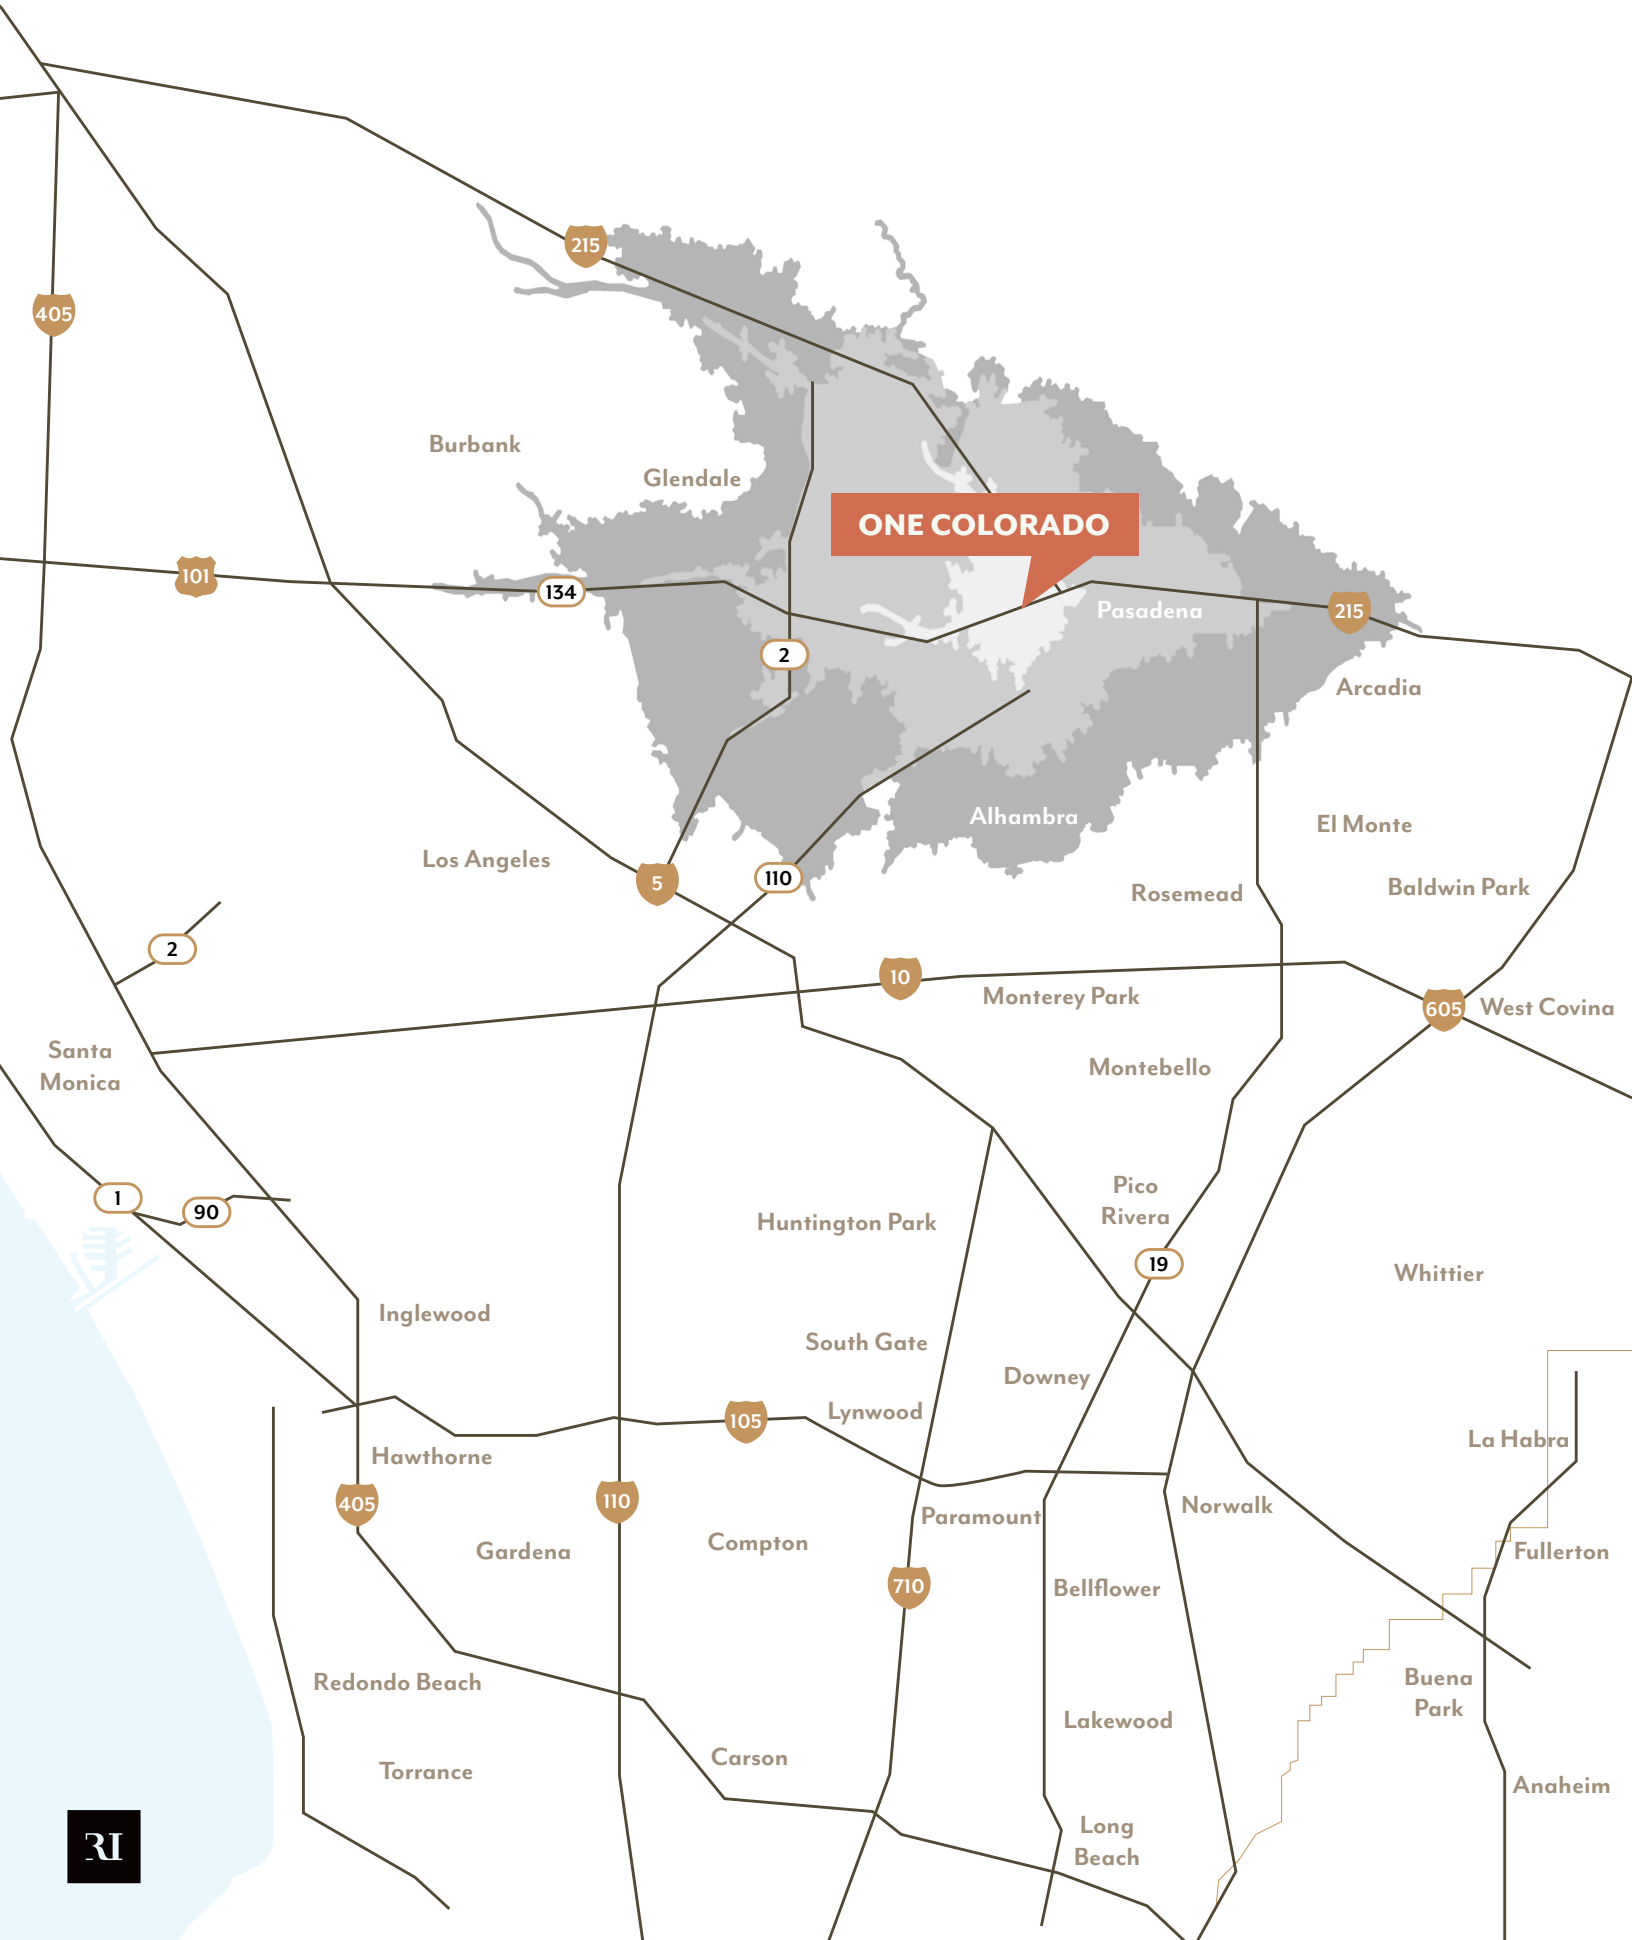 215
405
Burbank
Glendale
ONE COLORADO
101
134
Pasadena
215
2
Arcadia
Alhambra
El Monte
Los Angeles
5
110
Baldwin Park
Rosemead
2
10
Monterey Park
605
West Covina
Santa
Monica
Montebello
1
90
Pico
Rivera
Huntington Park
19
Whittier
Inglewood
South Gate
Downey
Lynwood
105
La Habra
Hawthorne
405
110
Norwalk
Paramount
Compton
Gardena
Fullerton
710
Bellflower
Redondo Beach
Buena
Park
Lakewood
Carson
Torrance
Anaheim
Long
Beach